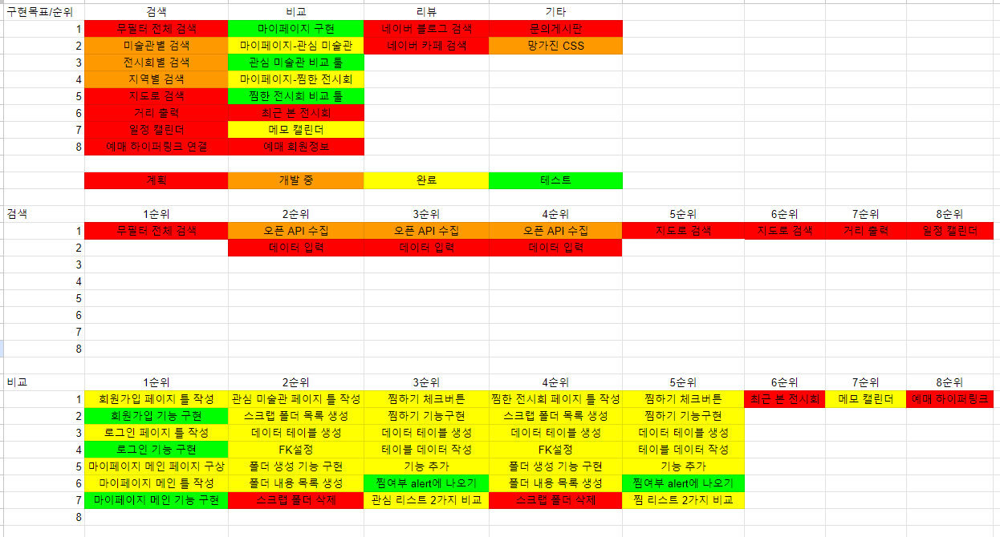 구현목표/순위 검색 비교 리뷰 기타
1 무필터 전체 검색 마이페이지 구현 네이버 블로그 검색 문의게시판
2 미술관별 검색 마이페이지-관심 미술관 네이버 카페 검색 망가진 CSS
3 전시회별 검색 관심 미술관 비교 툴
4 지역별 검색 마이페이지-찜한 전시회
5 지도로 검색 찜한 전시회 비교 툴
6 거리 출력 최근 본 전시회
7 일정 캘린더 메모 캘린더
8 예매 하이퍼링크 연결 예매 회원정보
계획 개발 중 완료 테스트
검색 1순위 2순위 3순위 4순위 5순위 6순위 7순위 8순위
1 무필터 전체 검색 오픈 API 수집 오픈 API 수집 오픈 API 수집 지도로 검색 지도로 검색 거리 출력 일정 캘린더
2 데이터 입력 데이터 입력 데이터 입력
3
4
5
6
7
8
비교 1순위 2순위 3순위 4순위 5순위 6순위 7순위 8순위
1 회원가입 페이지 틀 작성 관심 미술관 페이지 틀 작성 찜하기 체크버튼 찜한 전시회 페이지 틀 작성 찜하기 체크버튼 최근 본 전시회 메모 캘린더 예매 하이퍼링크
2 회원가입 기능 구현 스크랩 폴더 목록 생성 찜하기 기능구현 스크랩 폴더 목록 생성 찜하기 기능구현
3 로그인 페이지 틀 작성 데이터 테이블 생성 데이터 테이블 생성 데이터 테이블 생성 데이터 테이블 생성
4 로그인 기능 구현 FK설정 테이블 데이터 작성 FK설정 테이블 데이터 작성
5 마이페이지 메인 페이지 구상 폴더 생성 기능 구현 기능 추가 폴더 생성 기능 구현 기능 추가
6 마이페이지 메인 틀 작성 폴더 내용 목록 생성 찜여부 alert에 나오기 폴더 내용 목록 생성 찜여부 alert에 나오기
7 마이페이지 메인 기능 구현 스크랩 폴더 삭제 관심 리스트 2가지 비교 스크랩 폴더 삭제 찜 리스트 2가지 비교
8